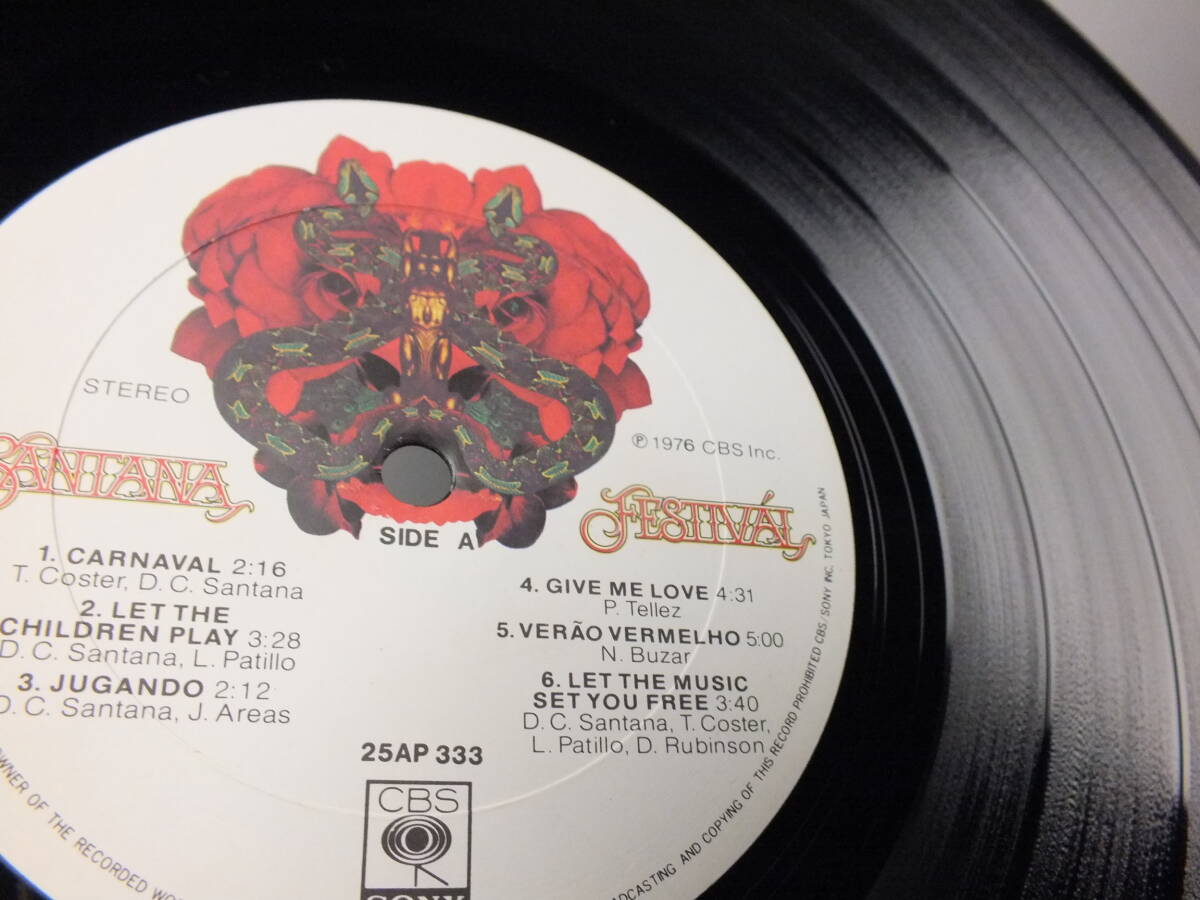 STEREO
℗ 1976 CBS Inc.
SANTANA
FESTIVÁL
SIDE A
1. CARNAVAL 2:16
T. Coster, D. C. Santana
2. LET THE
CHILDREN PLAY 3:28
D. C. Santana, L. Patillo
3. JUGANDO 2:12
D. C. Santana, J. Areas
4. GIVE ME LOVE 4:31
P. Tellez
5. VERÃO VERMELHO 5:00
N. Buzar
6. LET THE MUSIC
SET YOU FREE 3:40
D. C. Santana, T. Coster,
L. Patillo, D. Rubinson
25AP 333
CBS
SONY
OWNER OF THE RECORDED WO
ADCASTING AND COPYING OF THIS RECORD PROHIBITED CBS/SONY INC. TOKYO JAPAN